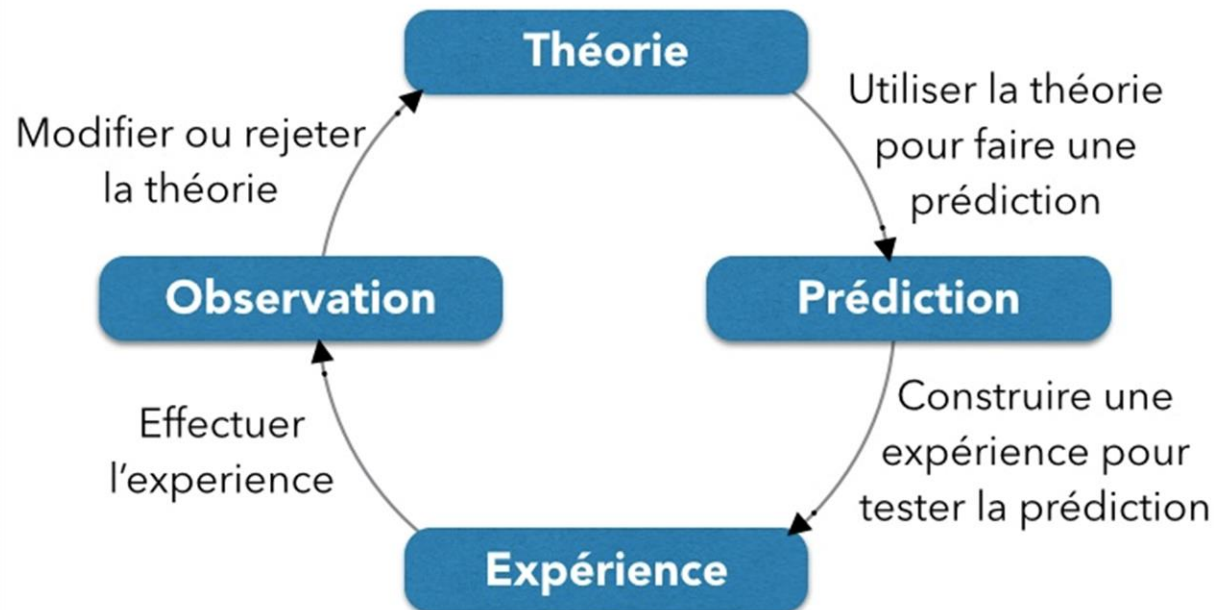 Théorie
Utiliser la théorie
pour faire une
prédiction
Prédiction
Construire une
expérience pour
tester la prédiction
Expérience
Effectuer
l’experience
Observation
Modifier ou rejeter
la théorie